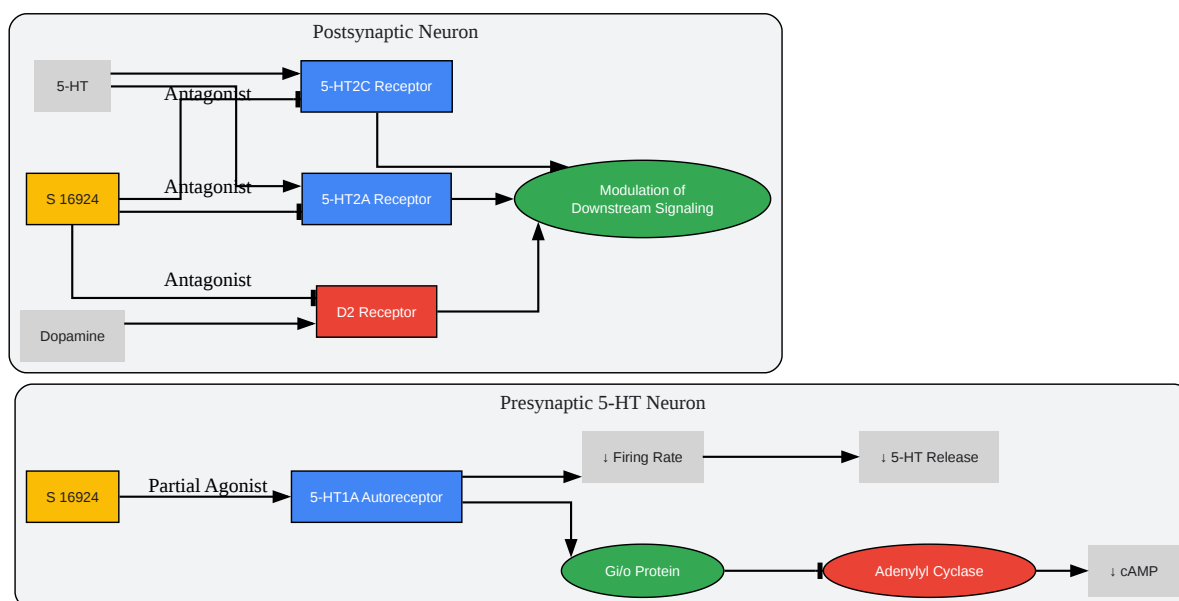 Postsynaptic Neuron
5-HT
Antagonist
5-HT2C Receptor
S 16924
Antagonist
5-HT2A Receptor
Modulation of
Downstream Signaling
Antagonist
D2 Receptor
Dopamine
Presynaptic 5-HT Neuron
↓ Firing Rate
↓ 5-HT Release
S 16924
Partial Agonist
5-HT1A Autoreceptor
Gi/o Protein
Adenylyl Cyclase
↓ cAMP